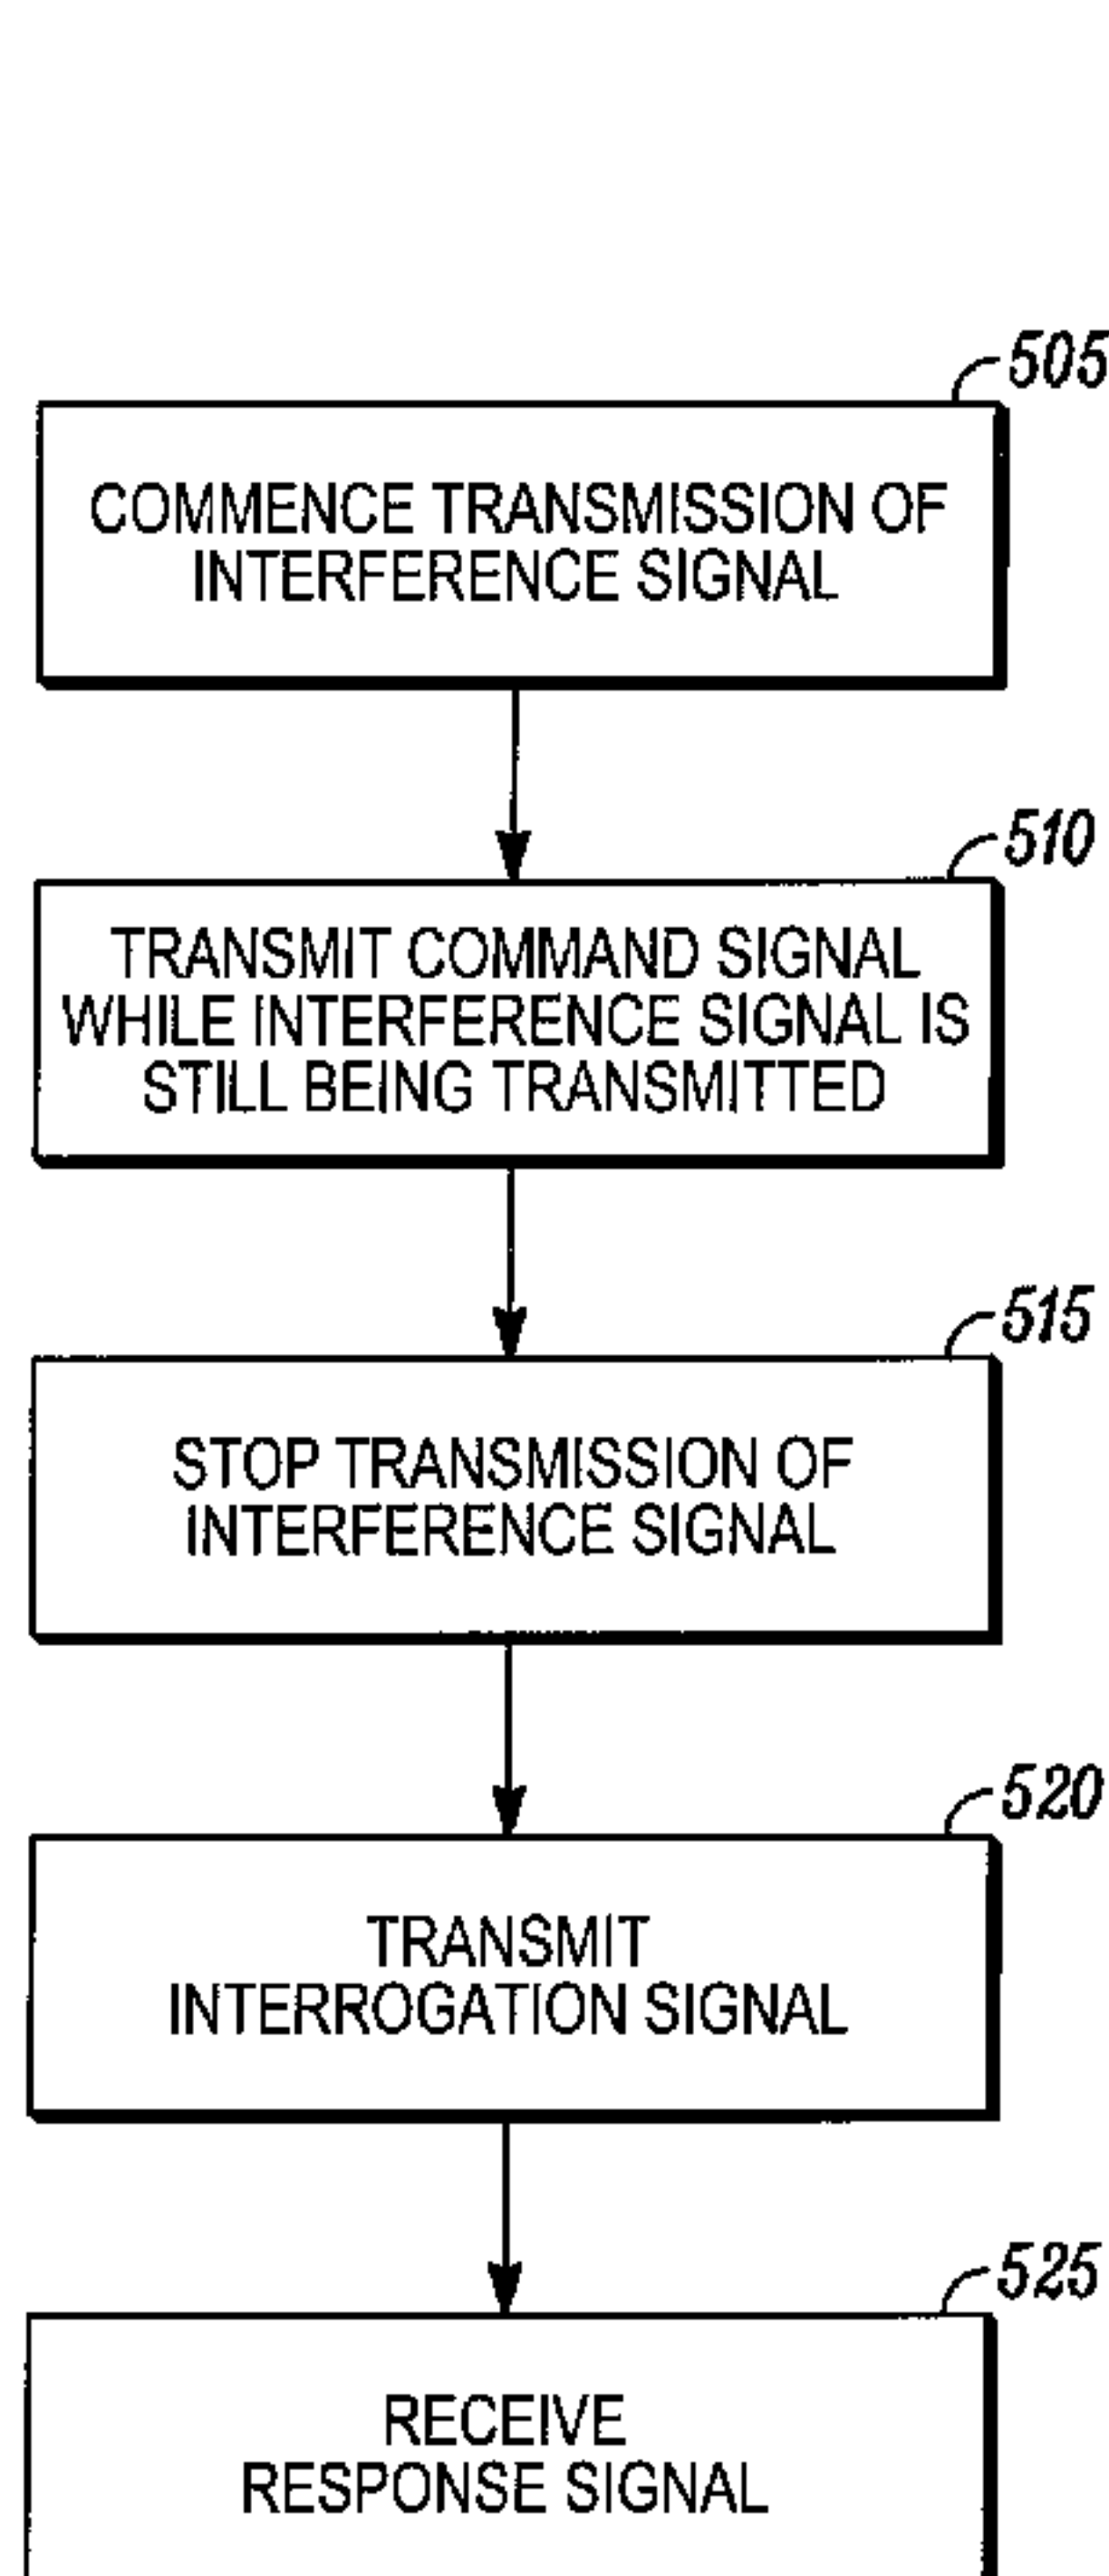 505
COMMENCE TRANSMISSION OF
INTERFERENCE SIGNAL
510
TRANSMIT COMMAND SIGNAL
WHILE INTERFERENCE SIGNAL IS
STILL BEING TRANSMITTED
515
STOP TRANSMISSION OF
INTERFERENCE SIGNAL
520
TRANSMIT
INTERROGATION SIGNAL
525
RECEIVE
RESPONSE SIGNAL